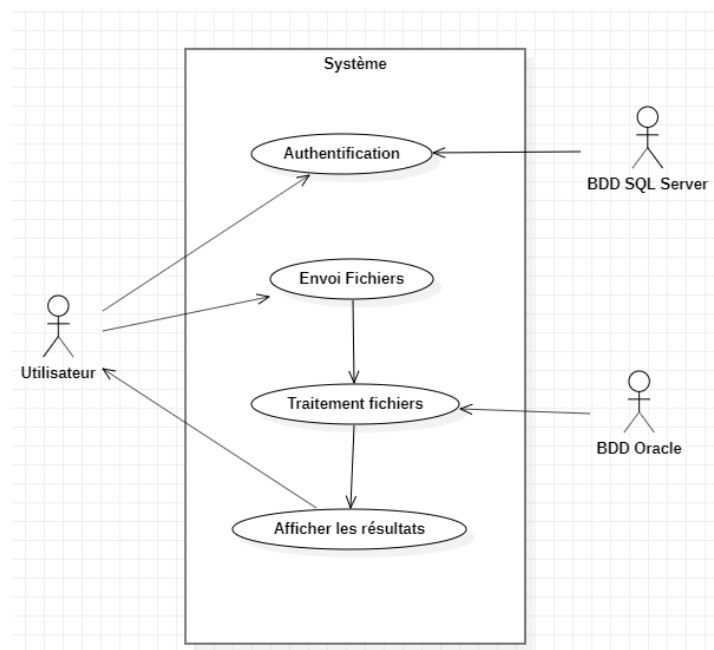 Système
Authentification
BDD SQL Server
Envoi Fichiers
Utilisateur
Traitement fichiers
BDD Oracle
Afficher les résultats